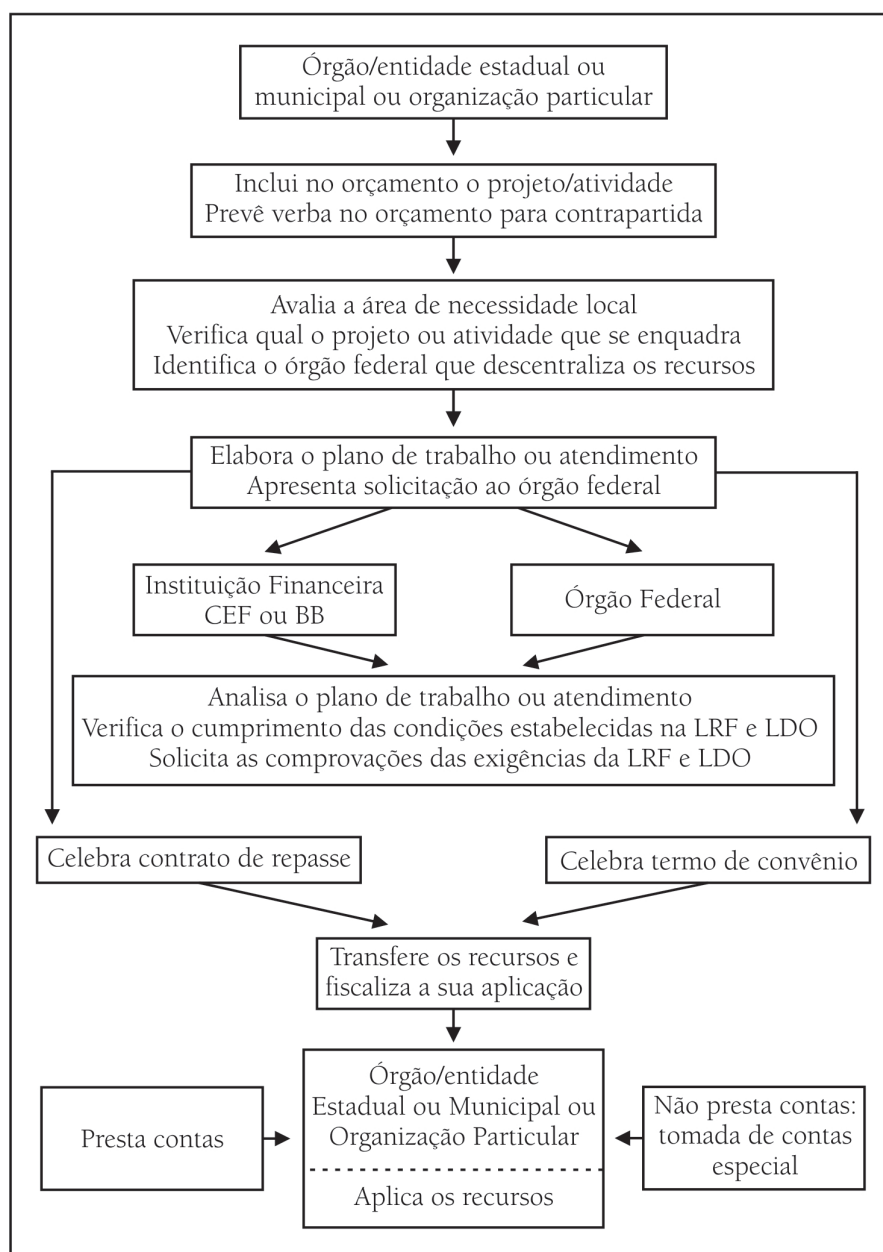 Órgão/entidade estadual ou
municipal ou organização particular
Inclui no orçamento o projeto/atividade
Prevê verba no orçamento para contrapartida
Avalia a área de necessidade local
Verifica qual o projeto ou atividade que se enquadra
Identifica o órgão federal que descentraliza os recursos
Elabora o plano de trabalho ou atendimento
Apresenta solicitação ao órgão federal
Instituição Financeira
CEF ou BB
Órgão Federal
Analisa o plano de trabalho ou atendimento
Verifica o cumprimento das condições estabelecidas na LRF e LDO
Solicita as comprovações das exigências da LRF e LDO
Celebra contrato de repasse
Celebra termo de convênio
Transfere os recursos e
fiscaliza a sua aplicação
Presta contas
Órgão/entidade
Estadual ou Municipal ou
Organização Particular
Aplica os recursos
Não presta contas:
tomada de contas
especial